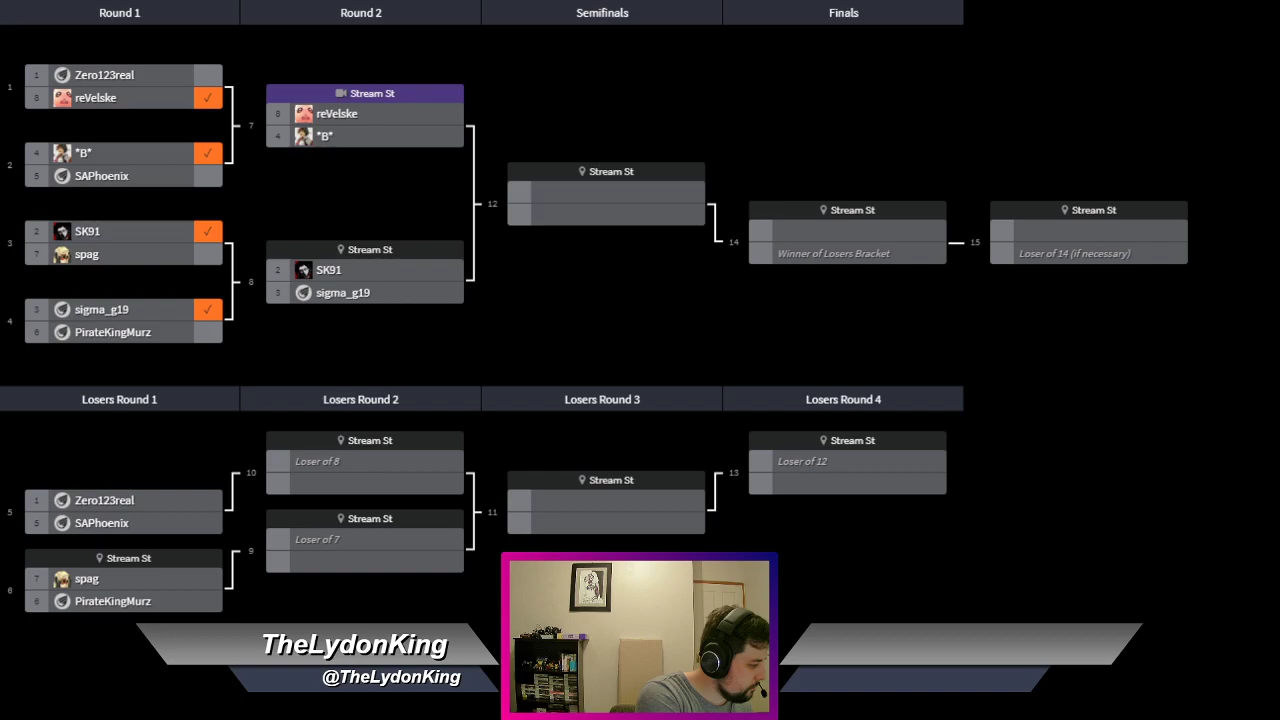 Round 1
Round 2
Semifinals
Finals
1
1 Zero123real
8 reVelske ✓
2
4 *B* ✓
5 SAPhoenix
3
2 SK91 ✓
7 spag
4
3 sigma_g19 ✓
6 PirateKingMurz
7
Stream St
8 reVelske
4 *B*
8
Stream St
2 SK91
3 sigma_g19
12
Stream St
14
Stream St
Winner of Losers Bracket
15
Stream St
Loser of 14 (if necessary)
Losers Round 1
Losers Round 2
Losers Round 3
Losers Round 4
5
1 Zero123real
5 SAPhoenix
6
Stream St
7 spag
6 PirateKingMurz
10
Stream St
Loser of 8
9
Stream St
Loser of 7
11
Stream St
13
Stream St
Loser of 12
TheLydonKing
@TheLydonKing